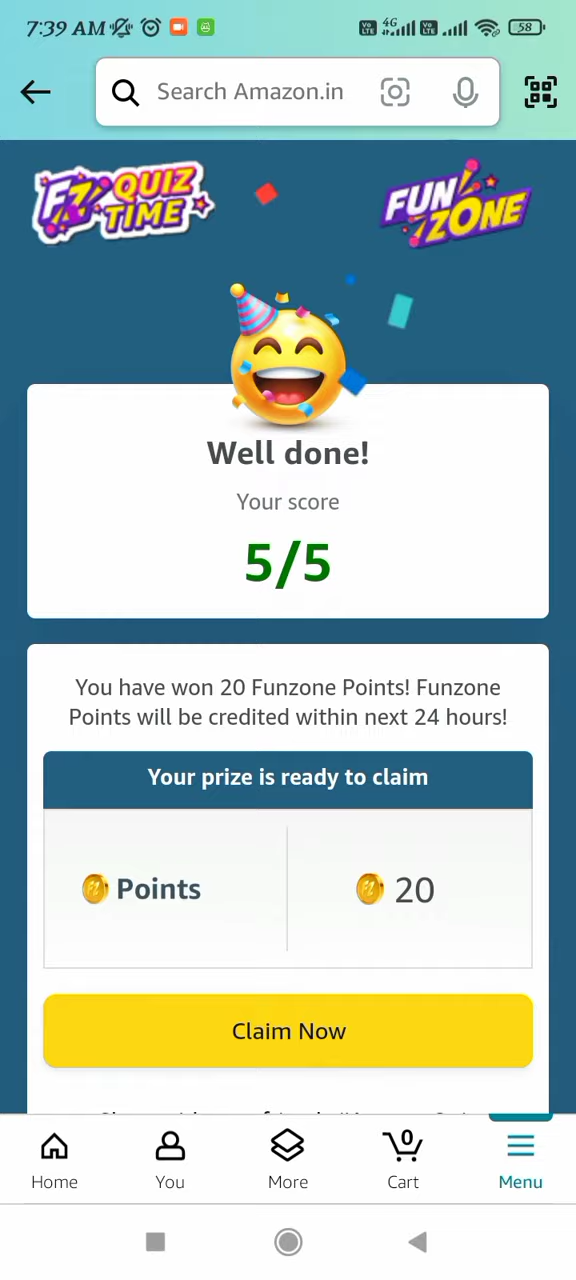 7:39 AM
4G
58
Search Amazon.in
FZ QUIZ TIME
FUN ZONE
Well done!
Your score
5/5
You have won 20 Funzone Points! Funzone
Points will be credited within next 24 hours!
Your prize is ready to claim
Points
20
Claim Now
0
Home
You
More
Cart
Menu